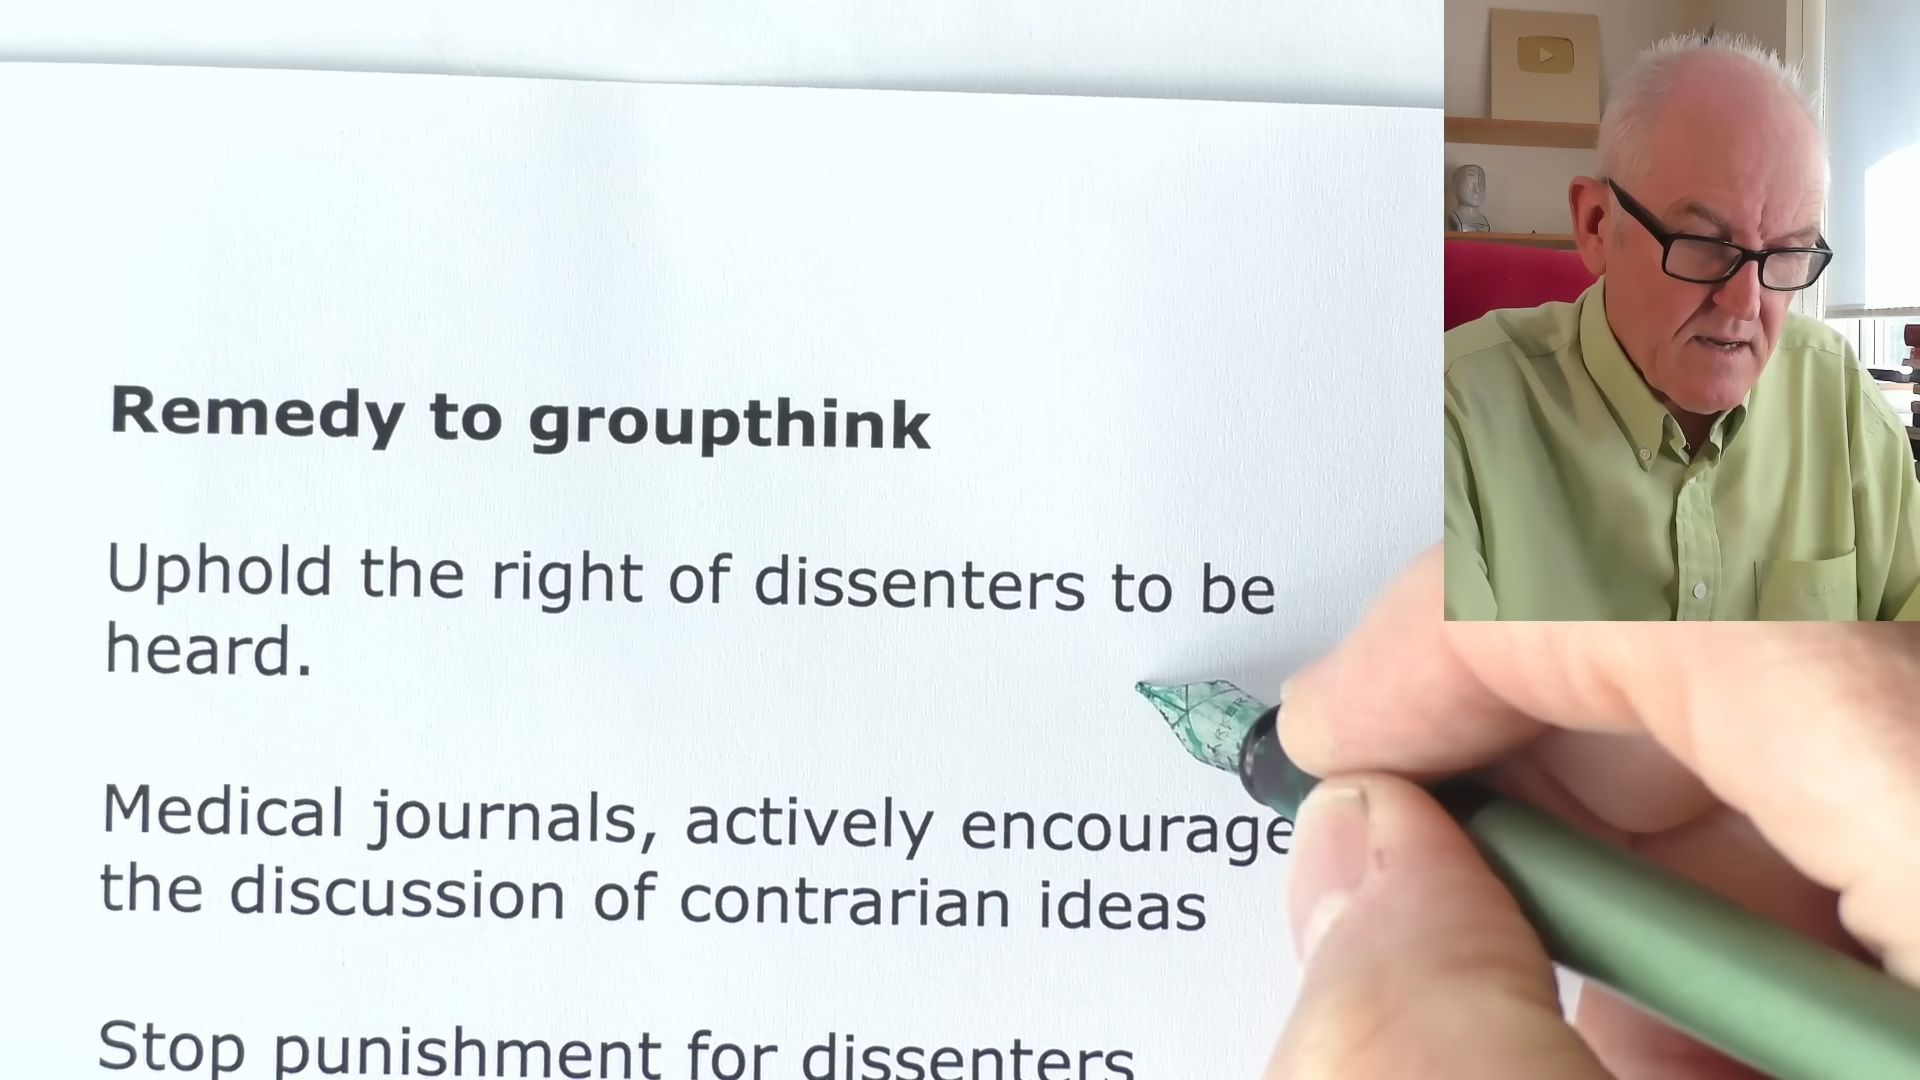 Remedy to groupthink
Uphold the right of dissenters to be
heard.
Medical journals, actively encourage
the discussion of contrarian ideas
Stop punishment for dissenters
PARKER